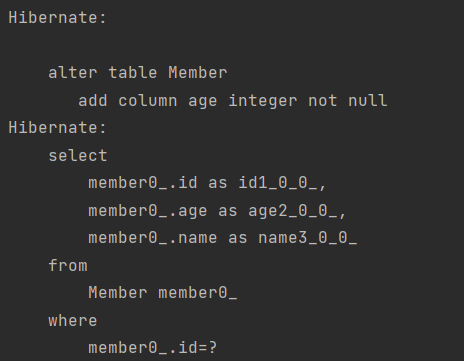 Hibernate:
alter table Member
add column age integer not null
Hibernate:
select
member0_.id as id1_0_0_,
member0_.age as age2_0_0_,
member0_.name as name3_0_0_
from
Member member0_
where
member0_.id=?